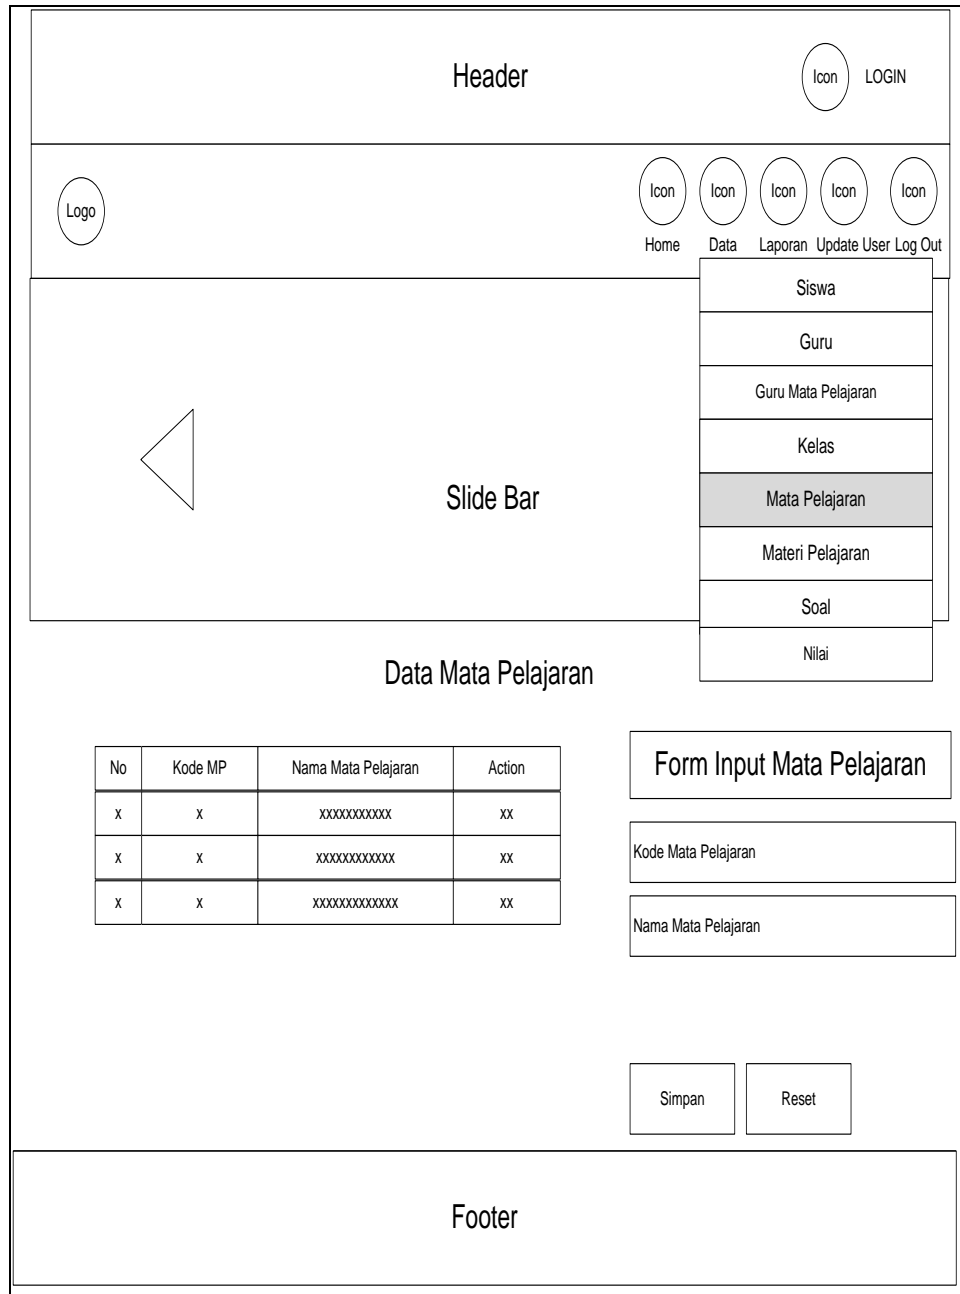 Header
Icon LOGIN
Logo
Icon Icon Icon Icon Icon
Home Data Laporan Update User Log Out
Siswa
Guru
Guru Mata Pelajaran
Kelas
Mata Pelajaran
Materi Pelajaran
Soal
Nilai
Slide Bar
Data Mata Pelajaran
No Kode MP Nama Mata Pelajaran Action
x x xxxxxxxxxxx xx
x x xxxxxxxxxxxx xx
x x xxxxxxxxxxxxx xx
Form Input Mata Pelajaran
Kode Mata Pelajaran
Nama Mata Pelajaran
Simpan Reset
Footer